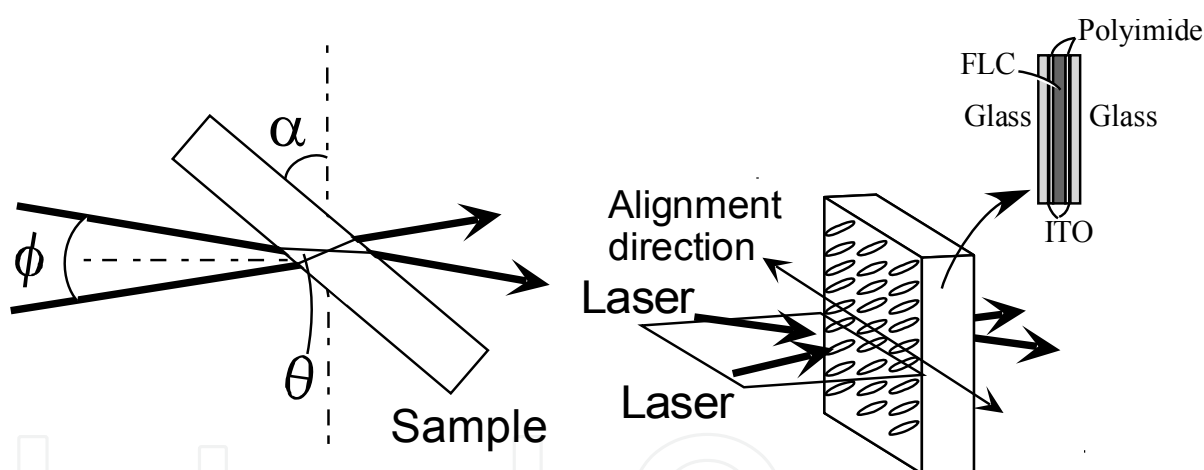 α
ϕ
θ
Sample
Polyimide
FLC
Glass
Glass
ITO
Alignment
direction
Laser
Laser